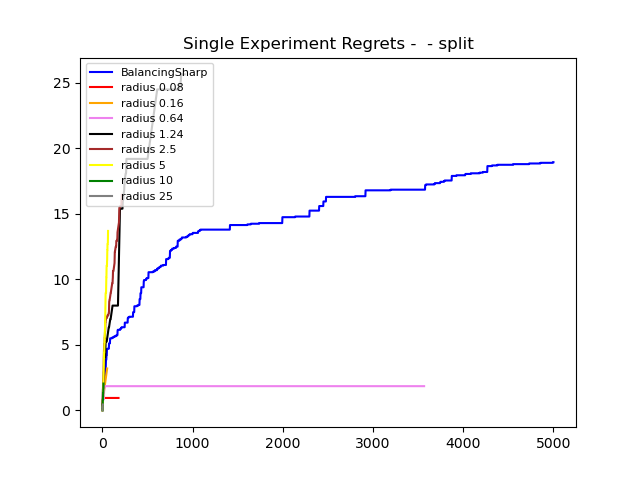 Single Experiment Regrets -  - split
BalancingSharp
radius 0.08
radius 0.16
radius 0.64
radius 1.24
radius 2.5
radius 5
radius 10
radius 25
25
20
15
10
5
0
0 1000 2000 3000 4000 5000